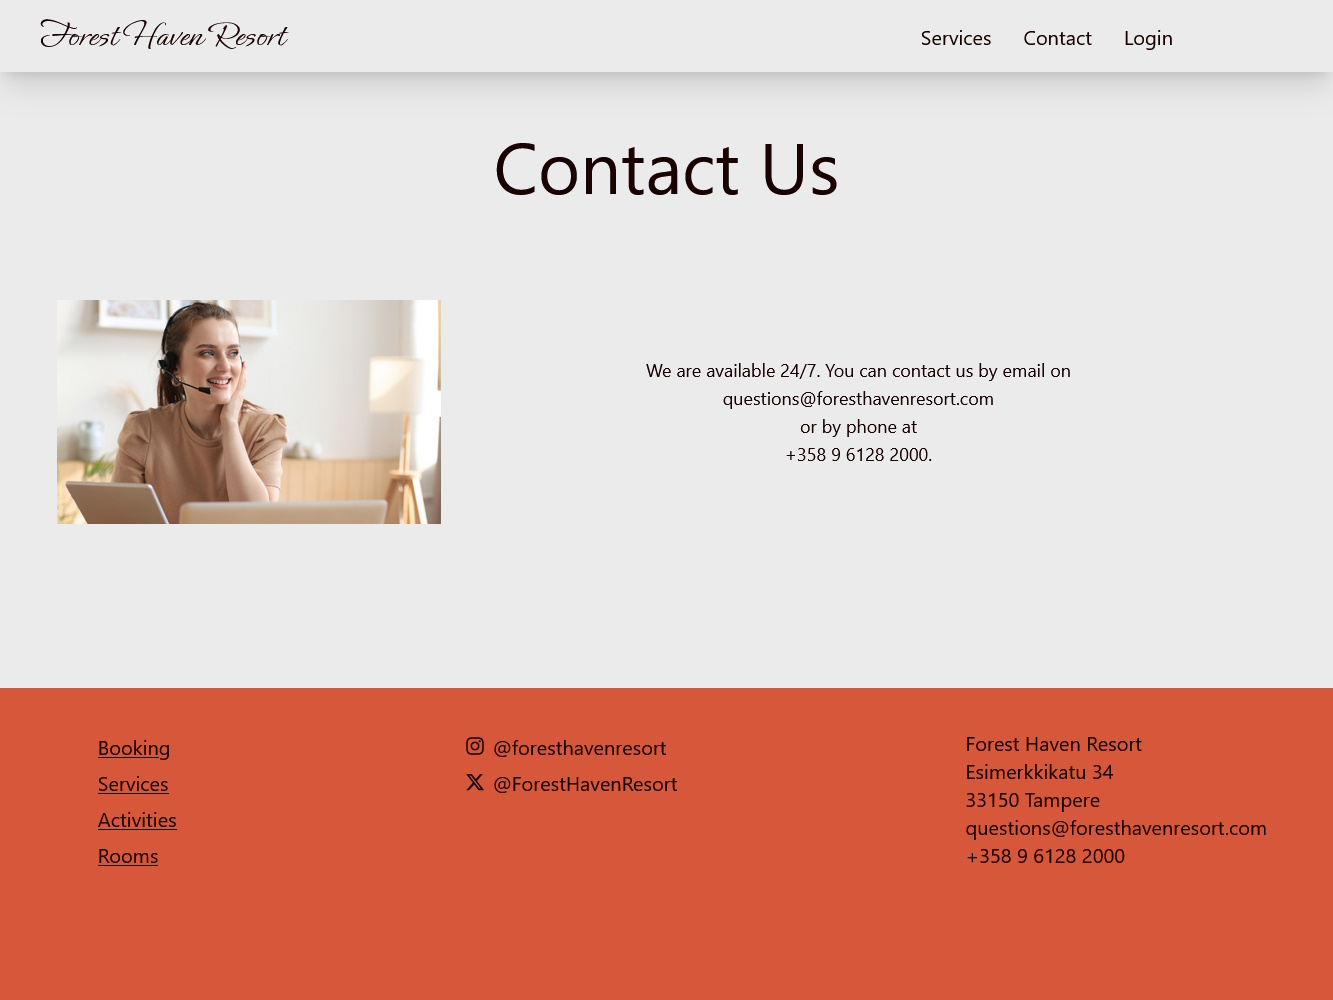 Forest Haven Resort
Services
Contact
Login
Contact Us
We are available 24/7. You can contact us by email on
questions@foresthavenresort.com
or by phone at
+358 9 6128 2000.
Booking
Services
Activities
Rooms
@foresthavenresort
@ForestHavenResort
Forest Haven Resort
Esimerkkikatu 34
33150 Tampere
questions@foresthavenresort.com
+358 9 6128 2000